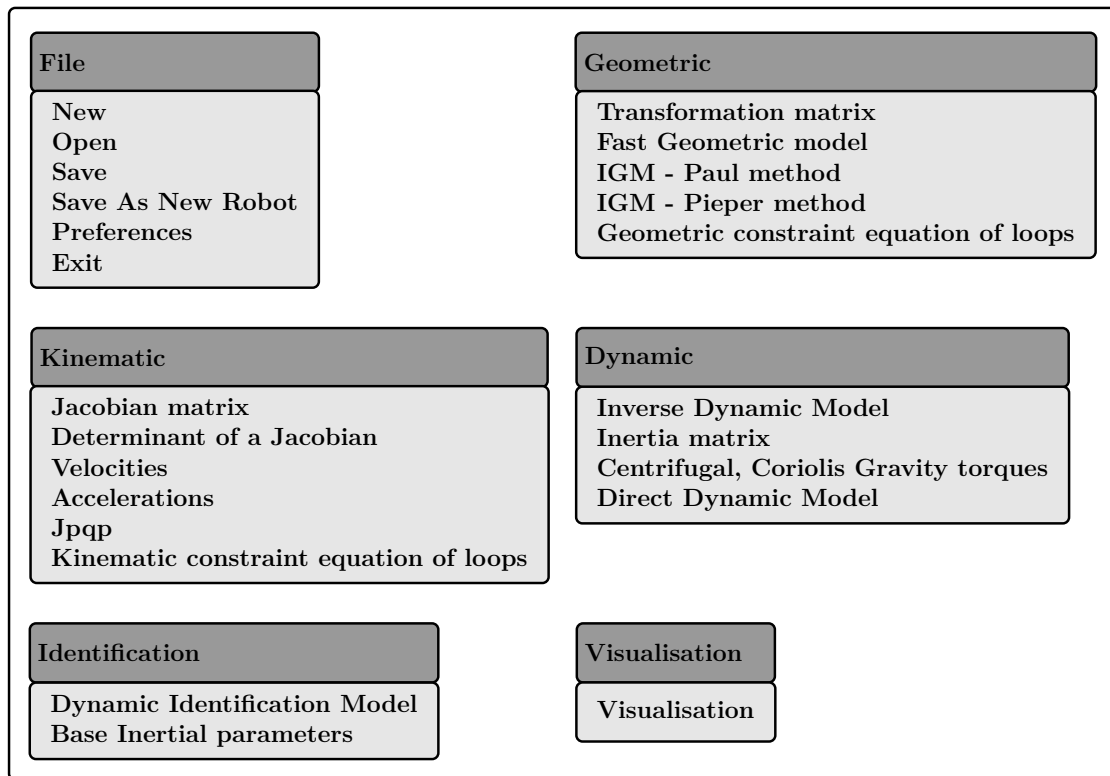 File
New
Open
Save
Save As New Robot
Preferences
Exit
Geometric
Transformation matrix
Fast Geometric model
IGM - Paul method
IGM - Pieper method
Geometric constraint equation of loops
Kinematic
Jacobian matrix
Determinant of a Jacobian
Velocities
Accelerations
Jpqp
Kinematic constraint equation of loops
Dynamic
Inverse Dynamic Model
Inertia matrix
Centrifugal, Coriolis Gravity torques
Direct Dynamic Model
Identification
Dynamic Identification Model
Base Inertial parameters
Visualisation
Visualisation